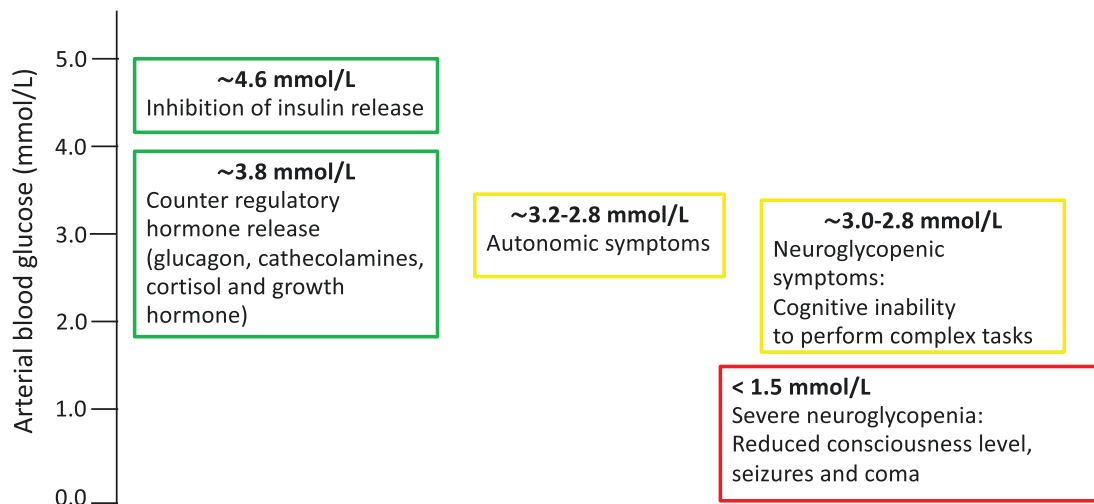 Arterial blood glucose (mmol/L)
5.0
4.0
3.0
2.0
1.0
0.0
~4.6 mmol/L
Inhibition of insulin release
~3.8 mmol/L
Counter regulatory
hormone release
(glucagon, cathecolamines,
cortisol and growth
hormone)
~3.2-2.8 mmol/L
Autonomic symptoms
~3.0-2.8 mmol/L
Neuroglycopenic
symptoms:
Cognitive inability
to perform complex tasks
< 1.5 mmol/L
Severe neuroglycopenia:
Reduced consciousness level,
seizures and coma